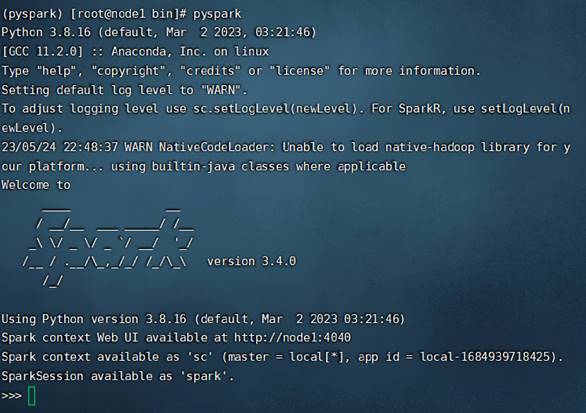 (pyspark) [root@node1 bin]# pyspark
Python 3.8.16 (default, Mar  2 2023, 03:21:46)
[GCC 11.2.0] :: Anaconda, Inc. on linux
Type "help", "copyright", "credits" or "license" for more information.
Setting default log level to "WARN".
To adjust logging level use sc.setLogLevel(newLevel). For SparkR, use setLogLevel(n
ewLevel).
23/05/24 22:48:37 WARN NativeCodeLoader: Unable to load native-hadoop library for y
our platform... using builtin-java classes where applicable
Welcome to
      ____              __
     / __/__  ___ _____/ /__
    _\ \/ _ \/ _ `/ __/  '_/
   /__ / .__/\_,_/_/ /_/\_\   version 3.4.0
      /_/
Using Python version 3.8.16 (default, Mar  2 2023 03:21:46)
Spark context Web UI available at http://node1:4040
Spark context available as 'sc' (master = local[*], app id = local-1684939718425).
SparkSession available as 'spark'.
>>>